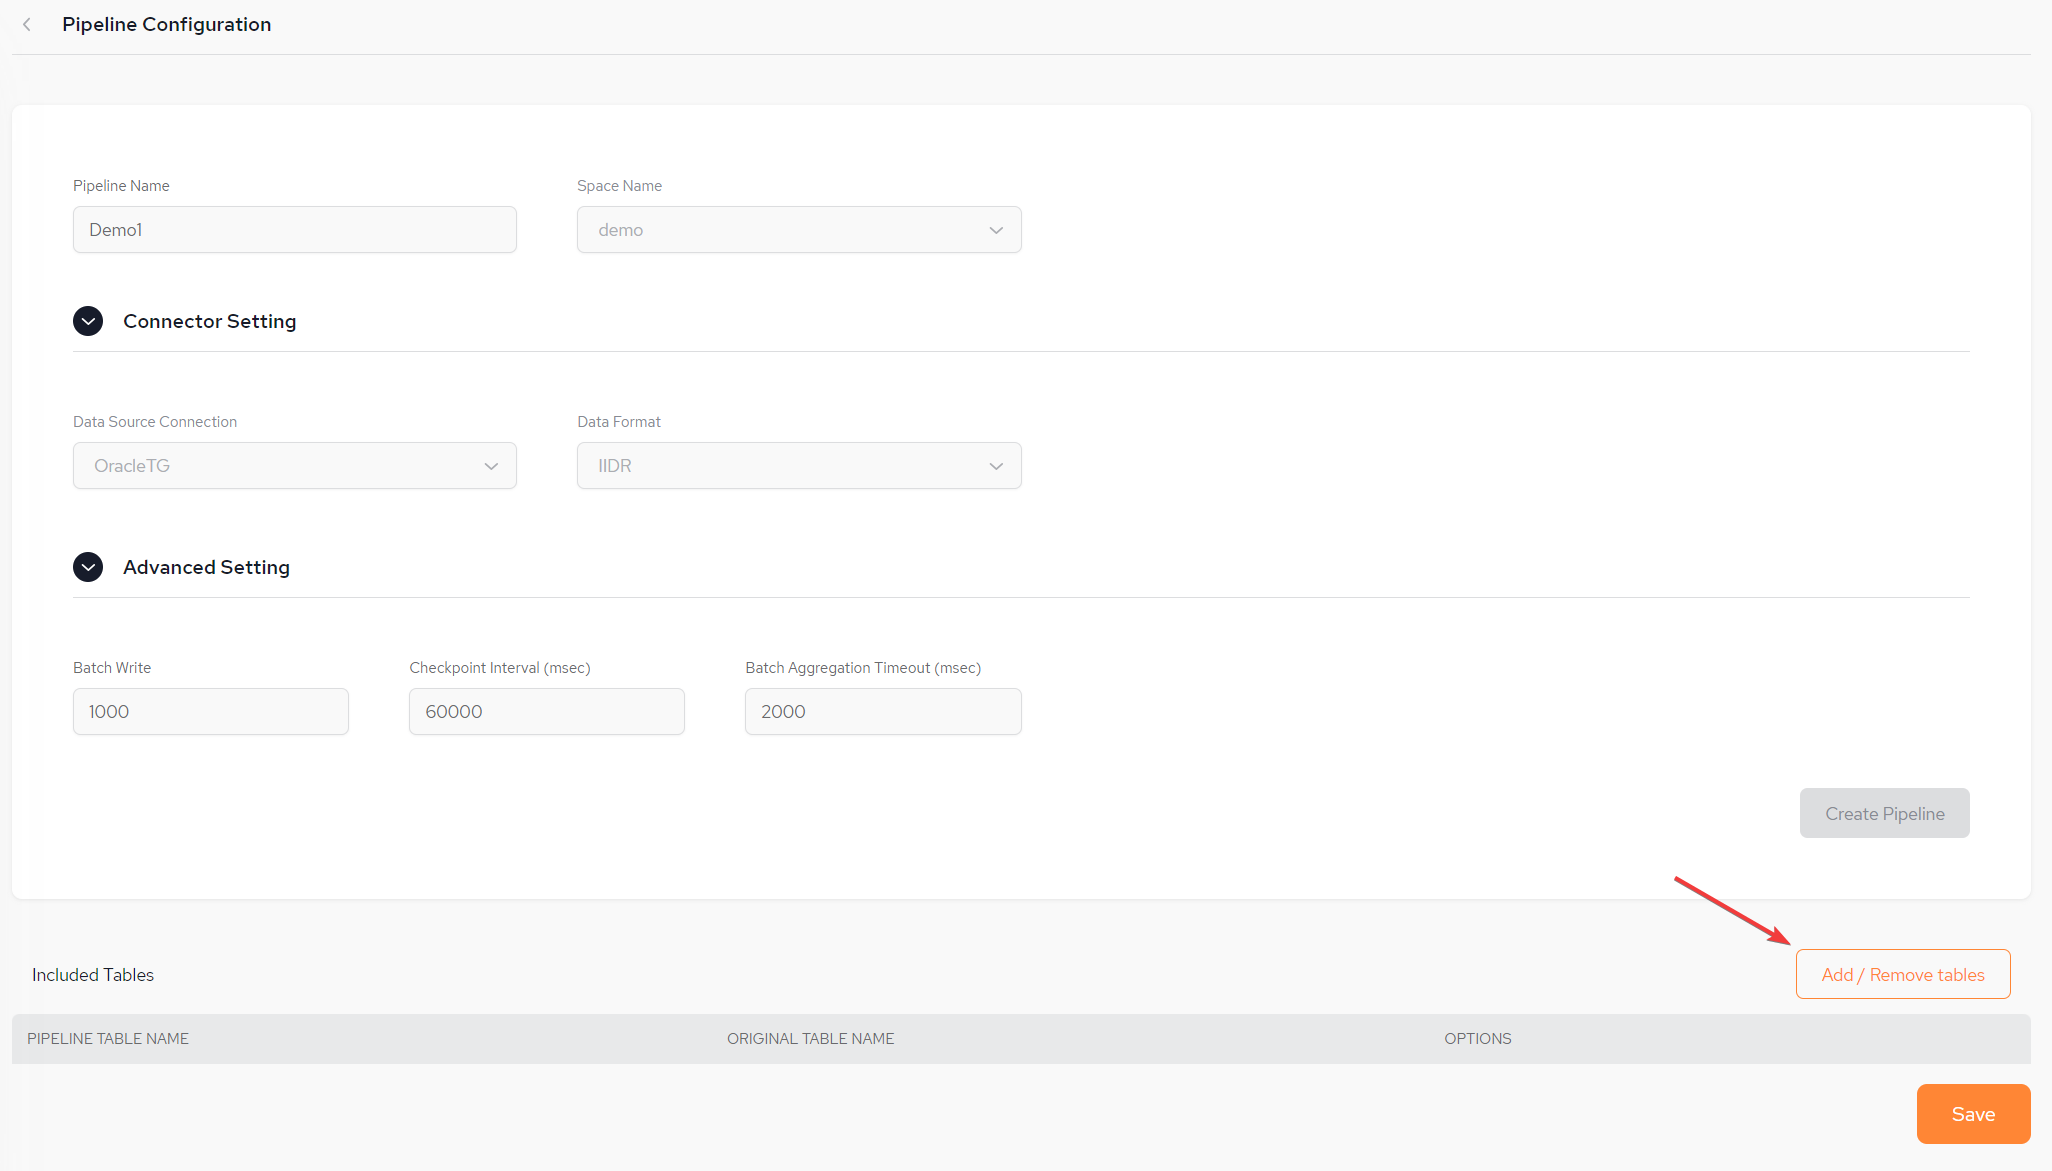 Pipeline Configuration
Pipeline Name Space Name
Demo1 demo
Connector Setting
Data Source Connection Data Format
OracleTG IIDR
Advanced Setting
Batch Write Checkpoint Interval (msec) Batch Aggregation Timeout (msec)
1000 60000 2000
Create Pipeline
Included Tables Add / Remove tables
PIPELINE TABLE NAME ORIGINAL TABLE NAME OPTIONS
Save